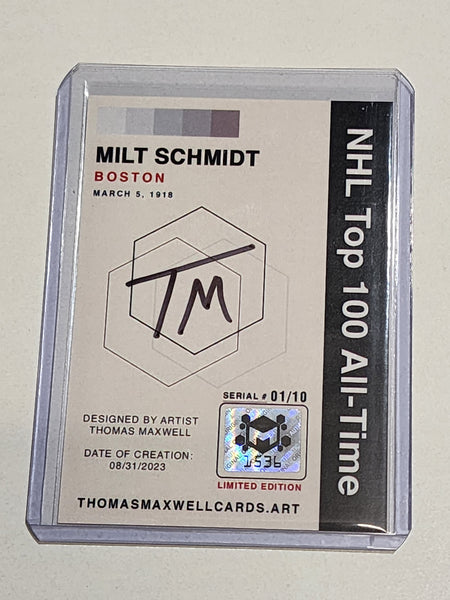 MILT SCHMIDT
BOSTON
MARCH 5, 1918
TM
SERIAL # 01/10
DESIGNED BY ARTIST
THOMAS MAXWELL
DATE OF CREATION:
08/31/2023
1536
LIMITED EDITION
THOMASMAXWELLCARDS.ART
NHL Top 100 All-Time